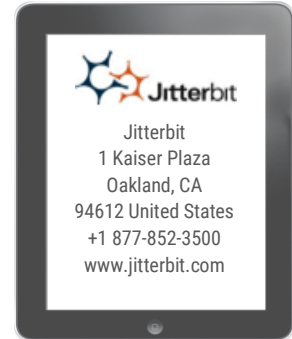 Jitterbit
Jitterbit
1 Kaiser Plaza
Oakland, CA
94612 United States
+1 877-852-3500
www.jitterbit.com